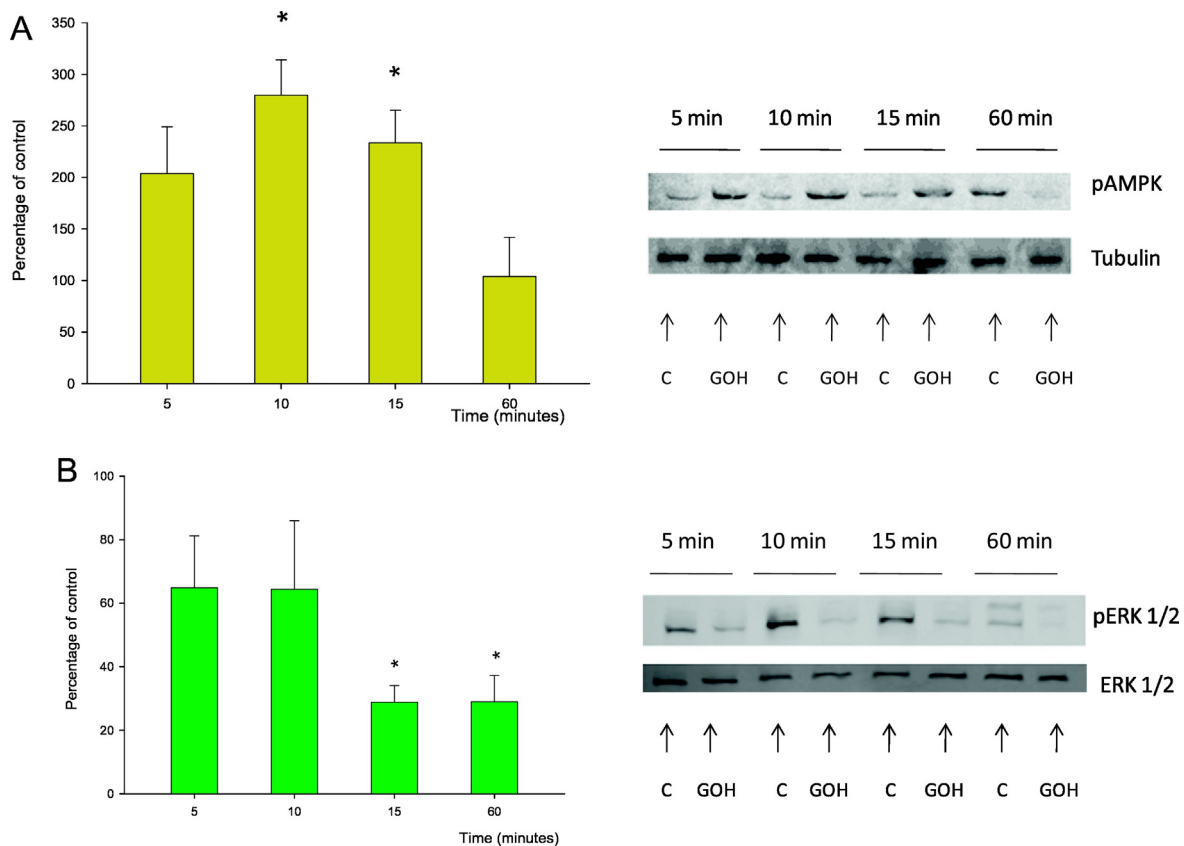 A
Percentage of control
350
300
250
200
150
100
50
0
*
*
5 10 15 60
Time (minutes)
5 min 10 min 15 min 60 min
pAMPK
Tubulin
C GOH C GOH C GOH C GOH
B
Percentage of control
100
80
60
40
20
0
*
*
5 10 15 60
Time (minutes)
5 min 10 min 15 min 60 min
pERK 1/2
ERK 1/2
C GOH C GOH C GOH C GOH